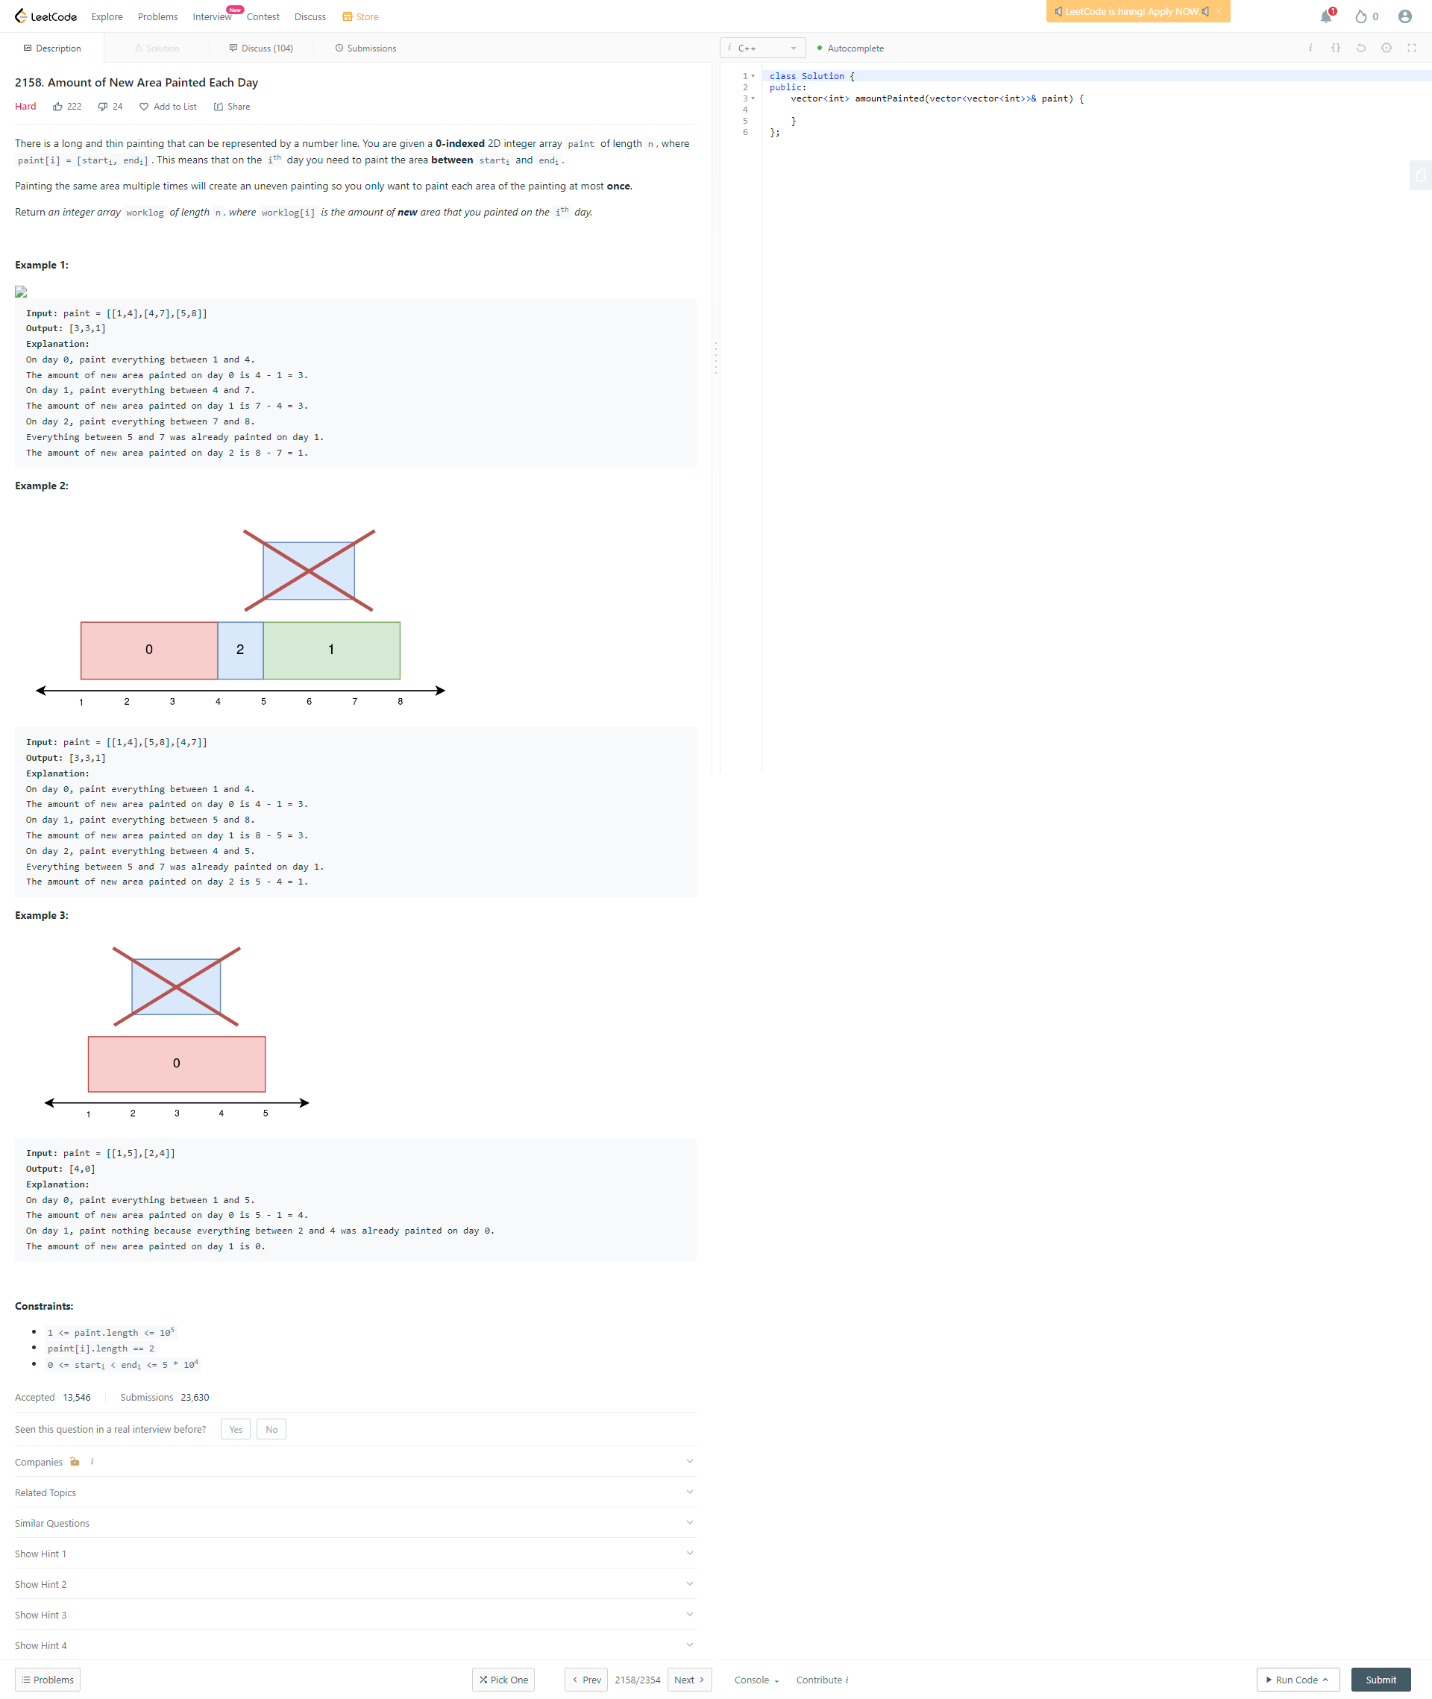 LeetCode Explore Problems Interview New Contest Discuss Store LeetCode is hiring! Apply NOW. × 1 0
Description Solution Discuss (104) Submissions
i C++ Autocomplete i {}
2158. Amount of New Area Painted Each Day
Hard 222 24 Add to List Share
There is a long and thin painting that can be represented by a number line. You are given a 0-indexed 2D integer array paint of length n, where
paint[i] = [starti, endi]. This means that on the ith day you need to paint the area between starti and endi.
Painting the same area multiple times will create an uneven painting so you only want to paint each area of the painting at most once.
Return an integer array worklog of length n, where worklog[i] is the amount of new area that you painted on the ith day.
Example 1:
Input: paint = [[1,4],[4,7],[5,8]]
Output: [3,3,1]
Explanation:
On day 0, paint everything between 1 and 4.
The amount of new area painted on day 0 is 4 - 1 = 3.
On day 1, paint everything between 4 and 7.
The amount of new area painted on day 1 is 7 - 4 = 3.
On day 2, paint everything between 7 and 8.
Everything between 5 and 7 was already painted on day 1.
The amount of new area painted on day 2 is 8 - 7 = 1.
Example 2:
0 2 1
1 2 3 4 5 6 7 8
Input: paint = [[1,4],[5,8],[4,7]]
Output: [3,3,1]
Explanation:
On day 0, paint everything between 1 and 4.
The amount of new area painted on day 0 is 4 - 1 = 3.
On day 1, paint everything between 5 and 8.
The amount of new area painted on day 1 is 8 - 5 = 3.
On day 2, paint everything between 4 and 5.
Everything between 5 and 7 was already painted on day 1.
The amount of new area painted on day 2 is 5 - 4 = 1.
Example 3:
0
1 2 3 4 5
Input: paint = [[1,5],[2,4]]
Output: [4,0]
Explanation:
On day 0, paint everything between 1 and 5.
The amount of new area painted on day 0 is 5 - 1 = 4.
On day 1, paint nothing because everything between 2 and 4 was already painted on day 0.
The amount of new area painted on day 1 is 0.
Constraints:
• 1 <= paint.length <= 10⁵
• paint[i].length == 2
• 0 <= starti < endi <= 5 * 10⁴
Accepted 13,546 Submissions 23,630
Seen this question in a real interview before? Yes No
Companies i
Related Topics
Similar Questions
Show Hint 1
Show Hint 2
Show Hint 3
Show Hint 4
Problems Pick One < Prev 2158/2354 Next >
1 class Solution {
2 public:
3 vector<int> amountPainted(vector<vector<int>>& paint) {
4
5 }
6 };
Console Contribute i Run Code Submit